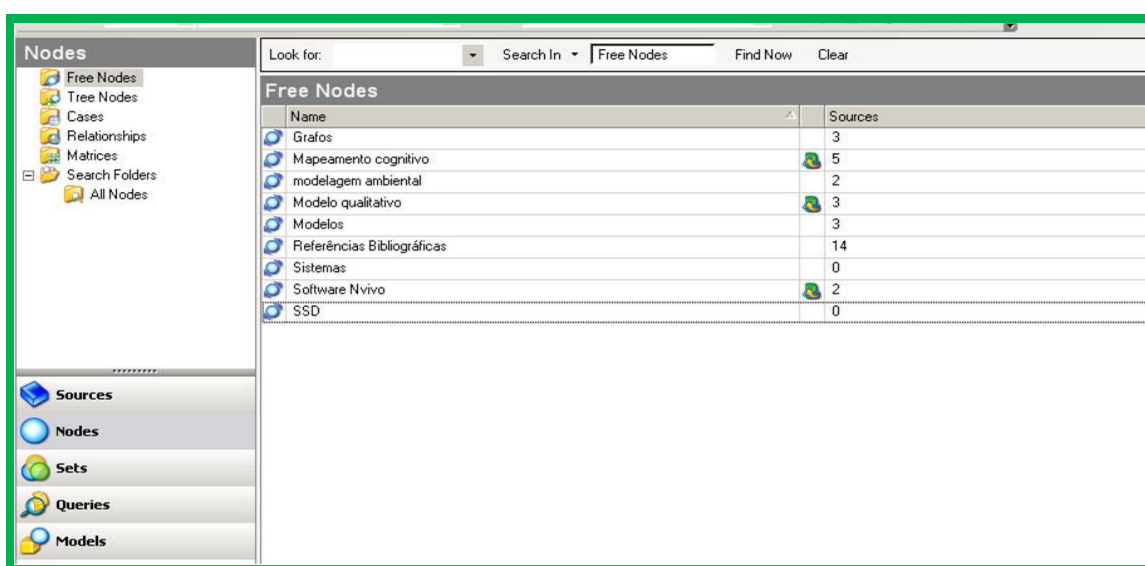 Nodes
Free Nodes
Tree Nodes
Cases
Relationships
Matrices
Search Folders
All Nodes
Sources
Nodes
Sets
Queries
Models
Look for: Search In Free Nodes Find Now Clear
Free Nodes
Name Sources
Grafos 3
Mapeamento cognitivo 5
modelagem ambiental 2
Modelo qualitativo 3
Modelos 3
Referências Bibliográficas 14
Sistemas 0
Software Nvivo 2
SSD 0